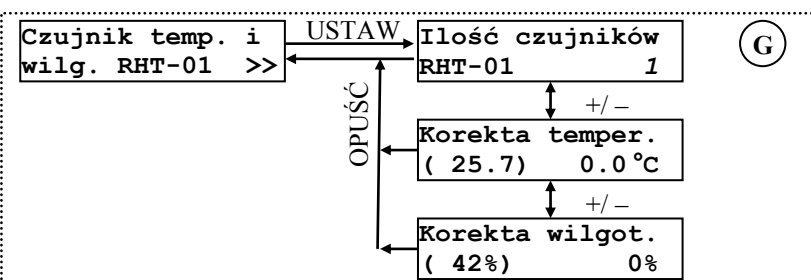 Czujnik temp. i
wilg. RHT-01 >>
USTAW
OPUŚĆ
Ilość czujników
RHT-01 1
G
+/–
Korekta temper.
( 25.7) 0.0°C
+/–
Korekta wilgot.
( 42%) 0%